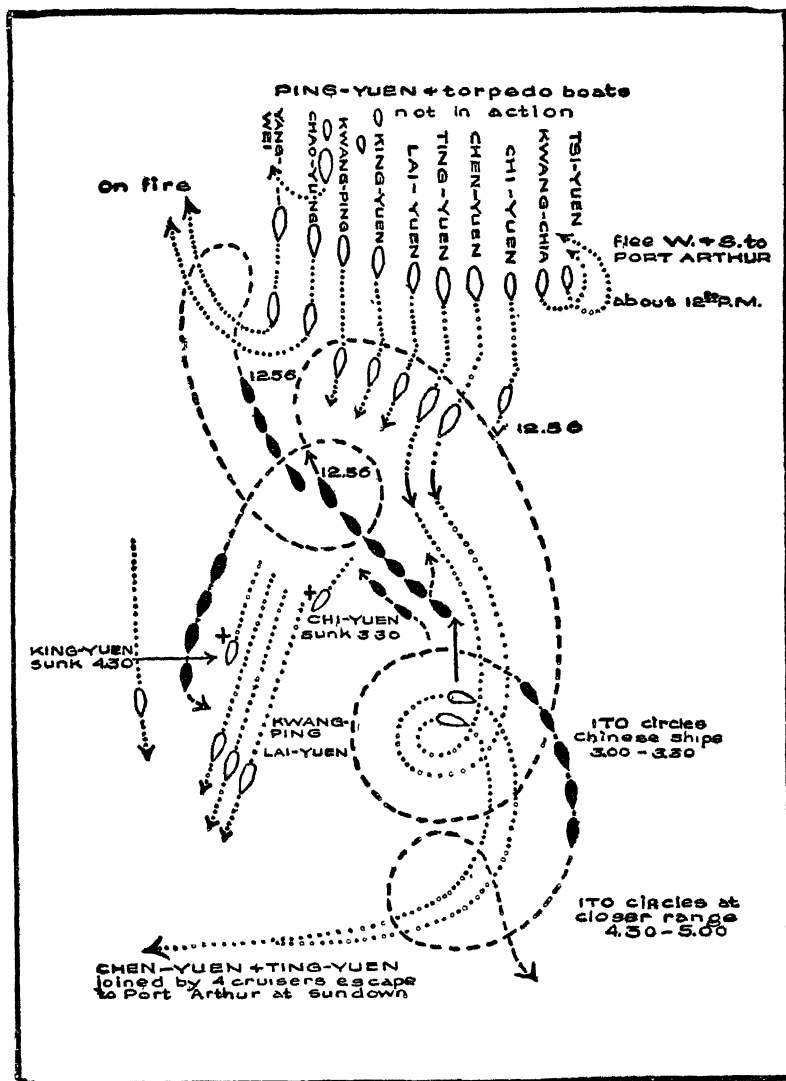 PING-YUEN + torpedo boats
not in action
YANG-
WEI
CHAO-YUNG
KWANG-PING
KING-YUEN
LAI-YUEN
TING-YUEN
CHEN-YUEN
CHI-YUEN
KWANG-CHIA
TSI-YUEN
on fire
flee W. + S. to
PORT ARTHUR
about 12³⁰ P.M.
12.56
12.56
12.56
CHI-YUEN
sunk 3.30
KING-YUEN
sunk 4.30
KWANG-
PING
LAI-YUEN
ITO circles
Chinese ships
3.00-3.30
ITO circles at
closer range
4.30-5.00
CHEN-YUEN + TING-YUEN
joined by 4 cruisers escape
to Port Arthur at sundown